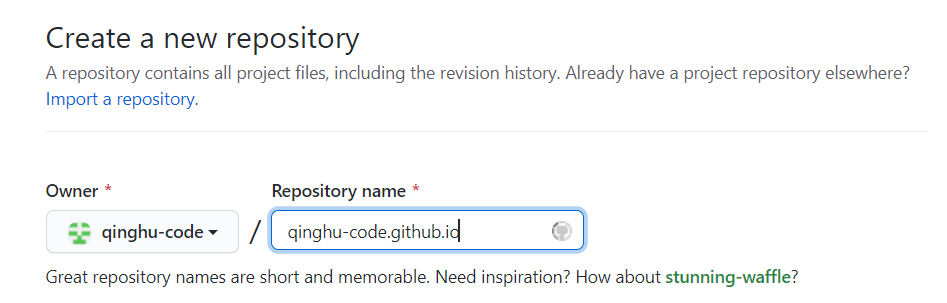 Create a new repository
A repository contains all project files, including the revision history. Already have a project repository elsewhere?
Import a repository.
Owner * Repository name *
qinghu-code / qinghu-code.github.io
Great repository names are short and memorable. Need inspiration? How about stunning-waffle?